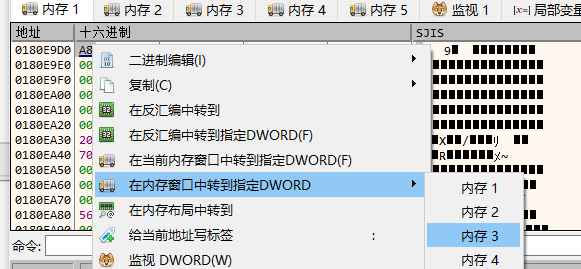 内存 1 内存 2 内存 3 内存 4 内存 5 监视 1 [x]= 局部变量
地址 十六进制 SJIS
0180E9D0 A8
0180E9E0 00
0180E9F0 00
0180EA00 00
0180EA10 00
0180EA20 00
0180EA30 20
0180EA40 70
0180EA50 00
0180EA60 00
0180EA70 00
0180EA80 56
0180EA90 00
二进制编辑(I)
复制(C)
在反汇编中转到
在反汇编中转到指定DWORD(F)
在当前内存窗口中转到指定DWORD(F)
在内存窗口中转到指定DWORD
在内存布局中转到
给当前地址写标签 :
监视 DWORD(W)
内存 1
内存 2
内存 3
内存 4
命令: